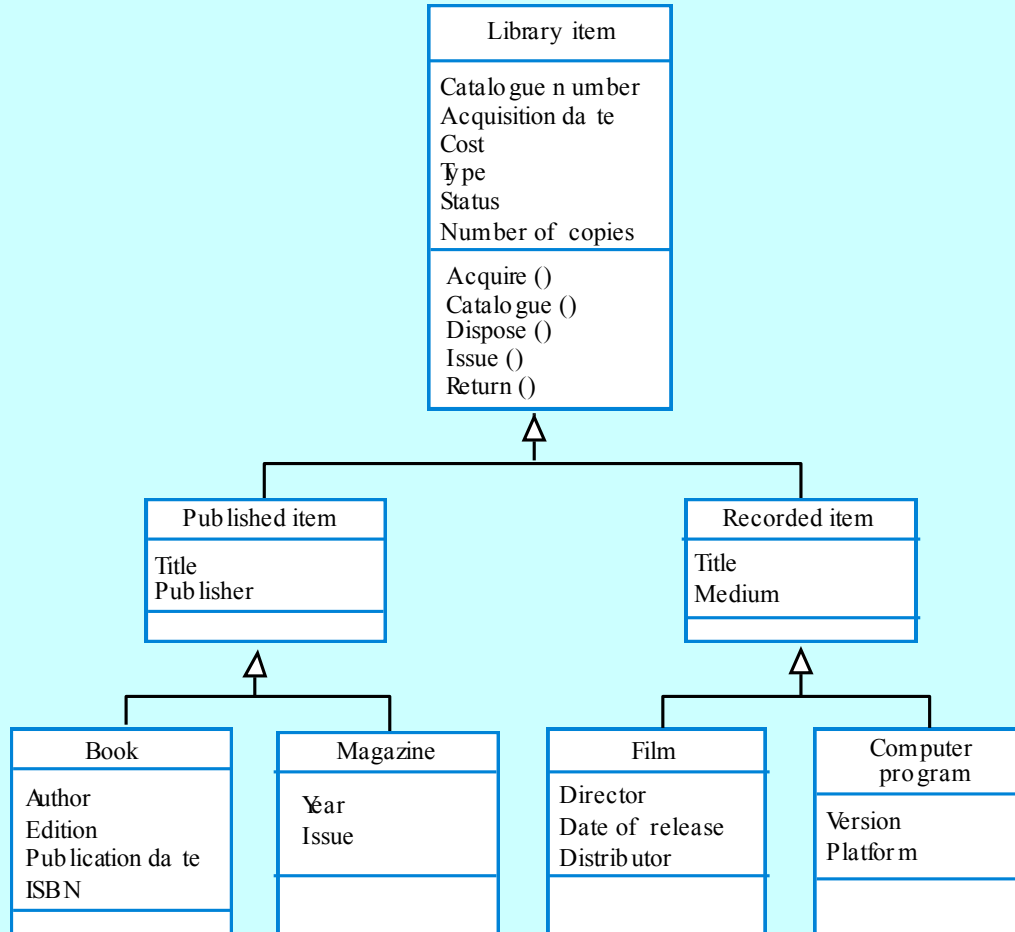 Library item
Catalogue number
Acquisition date
Cost
Type
Status
Number of copies
Acquire ()
Catalogue ()
Dispose ()
Issue ()
Return ()
Published item
Title
Publisher
Recorded item
Title
Medium
Book
Author
Edition
Publication date
ISBN
Magazine
Year
Issue
Film
Director
Date of release
Distributor
Computer
program
Version
Platform